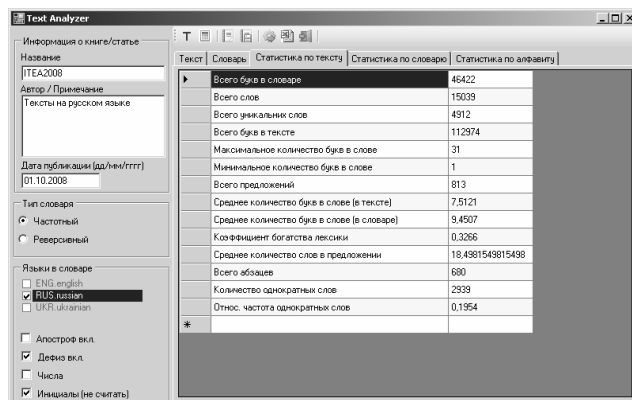 Text Analyzer
Информация о книге/статье
Название
ITEA2008
Автор / Примечание
Тексты на русском языке
Дата публикации (дд/мм/гггг)
01.10.2008
Тип словаря
Частотный
Реверсивный
Языки в словаре
ENG.english
RUS.russian
UKR.ukrainian
Апостроф вкл.
Дефиз вкл.
Числа
Инициалы (не считать)
Текст Словарь Статистика по тексту Статистика по словарю Статистика по алфавиту
Всего букв в словаре 46422
Всего слов 15039
Всего уникальних слов 4912
Всего букв в тексте 112974
Максимальное количество букв в слове 31
Минимальное количество букв в слове 1
Всего предложений 813
Среднее количество букв в слове (в тексте) 7,5121
Среднее количество букв в слове (в словаре) 9,4507
Коэффициент богатства лексики 0,3266
Среднее количество слов в предложении 18,4981549815498
Всего абзацев 680
Количество однократных слов 2939
Относ. частота однократных слов 0,1954